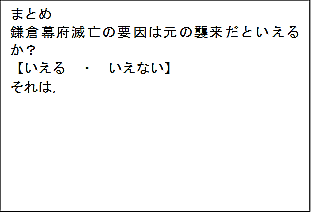 まとめ
鎌倉幕府滅亡の要因は元の襲来だといえる
か？
【いえる　・　いえない】
それは,